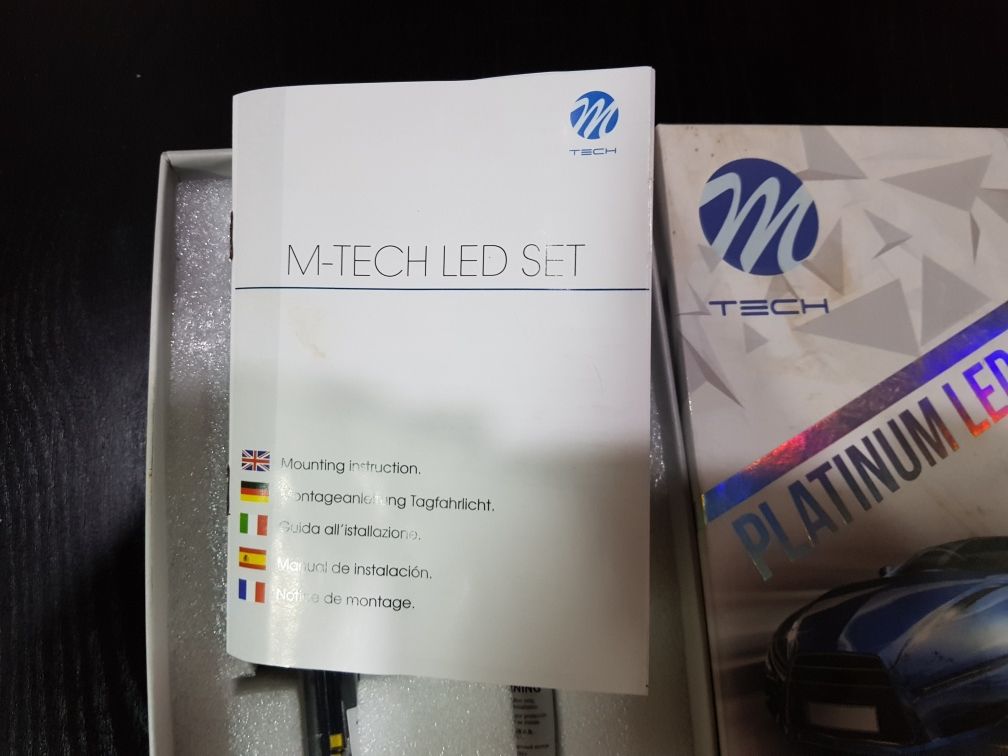 M
TECH
M-TECH LED SET
Mounting instruction.
Montageanleitung Tagfahrlicht.
Guida all'istallazione.
Manual de instalación.
Notice de montage.
M
TECH
PLATINUM LED
NING